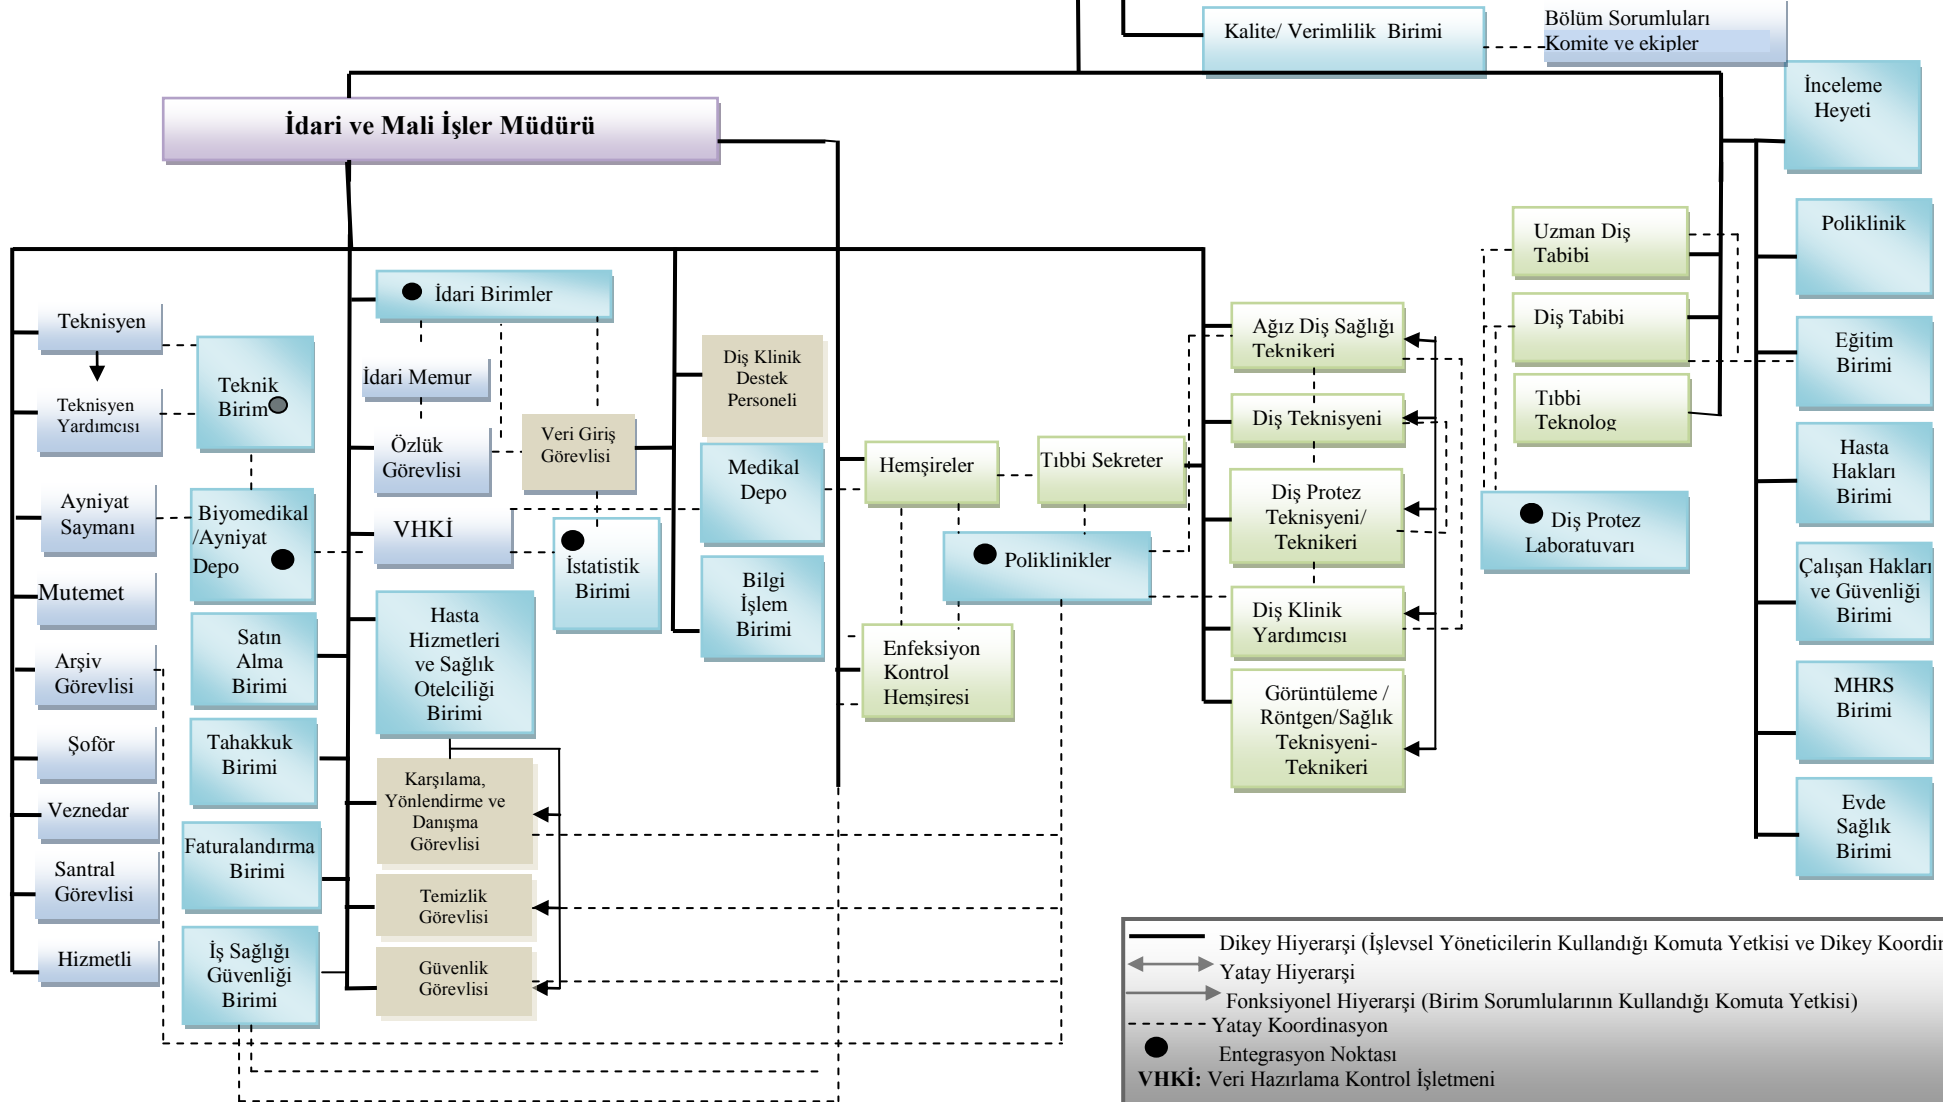 Kalite/ Verimlilik Birimi
Bölüm Sorumluları
Komite ve ekipler
İnceleme
Heyeti
İdari ve Mali İşler Müdürü
Poliklinik
Uzman Diş
Tabibi
Diş Tabibi
Tıbbi
Teknolog
Eğitim
Birimi
Hasta
Hakları
Birimi
Çalışan Hakları
ve Güvenliği
Birimi
MHRS
Birimi
Evde
Sağlık
Birimi
Diş Protez
Laboratuvarı
Teknisyen
Teknisyen
Yardımcısı
Ayniyat
Saymanı
Mutemet
Arşiv
Görevlisi
Şoför
Veznedar
Santral
Görevlisi
Hizmetli
Teknik
Birim
Biyomedikal
/Ayniyat
Depo
Satın
Alma
Birimi
Tahakkuk
Birimi
Faturalandırma
Birimi
İş Sağlığı
Güvenliği
Birimi
İdari Birimler
İdari Memur
Özlük
Görevlisi
VHKİ
Hasta
Hizmetleri
ve Sağlık
Otelciliği
Birimi
Karşılama,
Yönlendirme ve
Danışma
Görevlisi
Temizlik
Görevlisi
Güvenlik
Görevlisi
Veri Giriş
Görevlisi
İstatistik
Birimi
Diş Klinik
Destek
Personeli
Medikal
Depo
Bilgi
İşlem
Birimi
Hemşireler
Tıbbi Sekreter
Poliklinikler
Enfeksiyon
Kontrol
Hemşiresi
Ağız Diş Sağlığı
Teknikeri
Diş Teknisyeni
Diş Protez
Teknisyeni/
Teknikeri
Diş Klinik
Yardımcısı
Görüntüleme /
Röntgen/Sağlık
Teknisyeni-
Teknikeri
Dikey Hiyerarşi (İşlevsel Yöneticilerin Kullandığı Komuta Yetkisi ve Dikey
Yatay Hiyerarşi
Fonksiyonel Hiyerarşi (Birim Sorumlularının Kullandığı Komuta Yetkisi)
Yatay Koordinasyon
Entegrasyon Noktası
VHKİ: Veri Hazırlama Kontrol İşletmeni